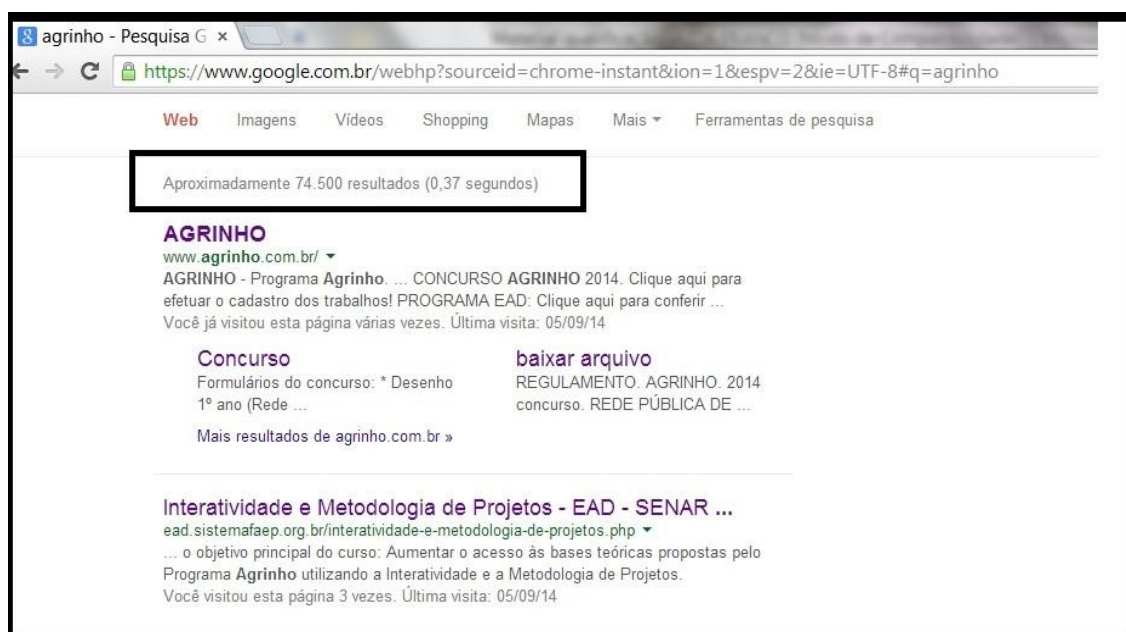 agrinho - Pesquisa G ×
https://www.google.com.br/webhp?sourceid=chrome-instant&ion=1&espv=2&ie=UTF-8#q=agrinho
Web Imagens Vídeos Shopping Mapas Mais Ferramentas de pesquisa
Aproximadamente 74.500 resultados (0,37 segundos)
AGRINHO
www.agrinho.com.br/
AGRINHO - Programa Agrinho. ... CONCURSO AGRINHO 2014. Clique aqui para
efetuar o cadastro dos trabalhos! PROGRAMA EAD: Clique aqui para conferir ...
Você já visitou esta página várias vezes. Última visita: 05/09/14
Concurso
Formulários do concurso: * Desenho
1º ano (Rede ...
baixar arquivo
REGULAMENTO. AGRINHO. 2014
concurso. REDE PÚBLICA DE ...
Mais resultados de agrinho.com.br »
Interatividade e Metodologia de Projetos - EAD - SENAR ...
ead.sistemafaep.org.br/interatividade-e-metodologia-de-projetos.php
... o objetivo principal do curso: Aumentar o acesso às bases teóricas propostas pelo
Programa Agrinho utilizando a Interatividade e a Metodologia de Projetos.
Você visitou esta página 3 vezes. Última visita: 05/09/14